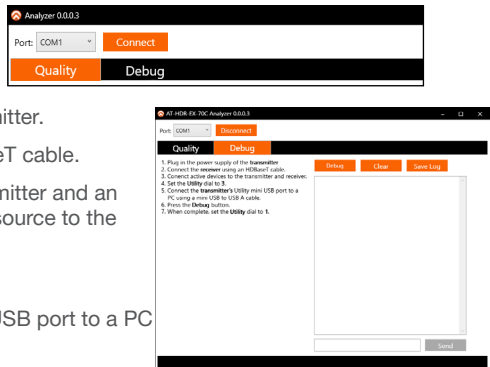 Analyzer 0.0.0.3
Port: COM1 Connect
Quality Debug
itter.
eT cable.
mitter and an
source to the
USB port to a PC
AT-HDR-EX-70C Analyzer 0.0.0.3
Port: COM1 Disconnect
Quality Debug
1. Plug in the power supply of the transmitter
2. Connect the receiver using an HDBaseT cable.
3. Conenct active devices to the transmitter and receiver.
4. Set the Utility dial to 3.
5. Connect the transmitter's Utility mini USB port to a
PC using a mini USB to USB A cable.
6. Press the Debug button.
7. When complete, set the Utility dial to 1.
Debug Clear Save Log
Send